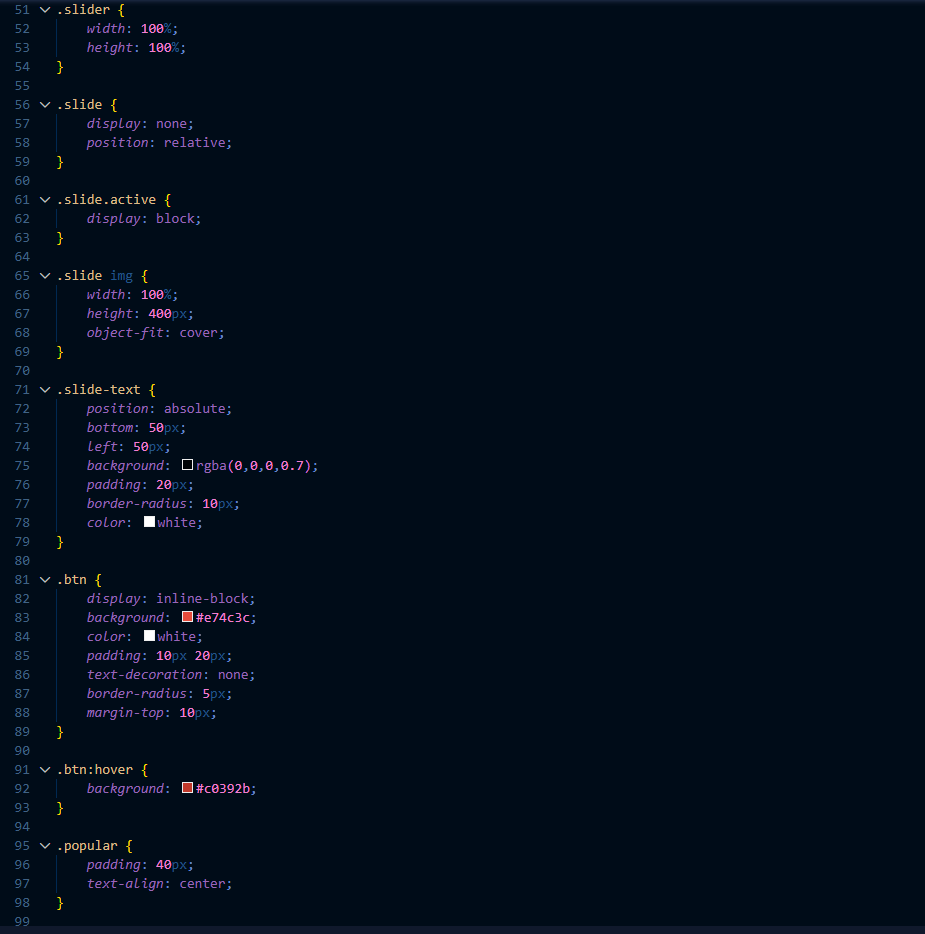 51 .slider {
52 width: 100%;
53 height: 100%;
54 }
55
56 .slide {
57 display: none;
58 position: relative;
59 }
60
61 .slide.active {
62 display: block;
63 }
64
65 .slide img {
66 width: 100%;
67 height: 400px;
68 object-fit: cover;
69 }
70
71 .slide-text {
72 position: absolute;
73 bottom: 50px;
74 left: 50px;
75 background: rgba(0,0,0,0.7);
76 padding: 20px;
77 border-radius: 10px;
78 color: white;
79 }
80
81 .btn {
82 display: inline-block;
83 background: #e74c3c;
84 color: white;
85 padding: 10px 20px;
86 text-decoration: none;
87 border-radius: 5px;
88 margin-top: 10px;
89 }
90
91 .btn:hover {
92 background: #c0392b;
93 }
94
95 .popular {
96 padding: 40px;
97 text-align: center;
98 }
99